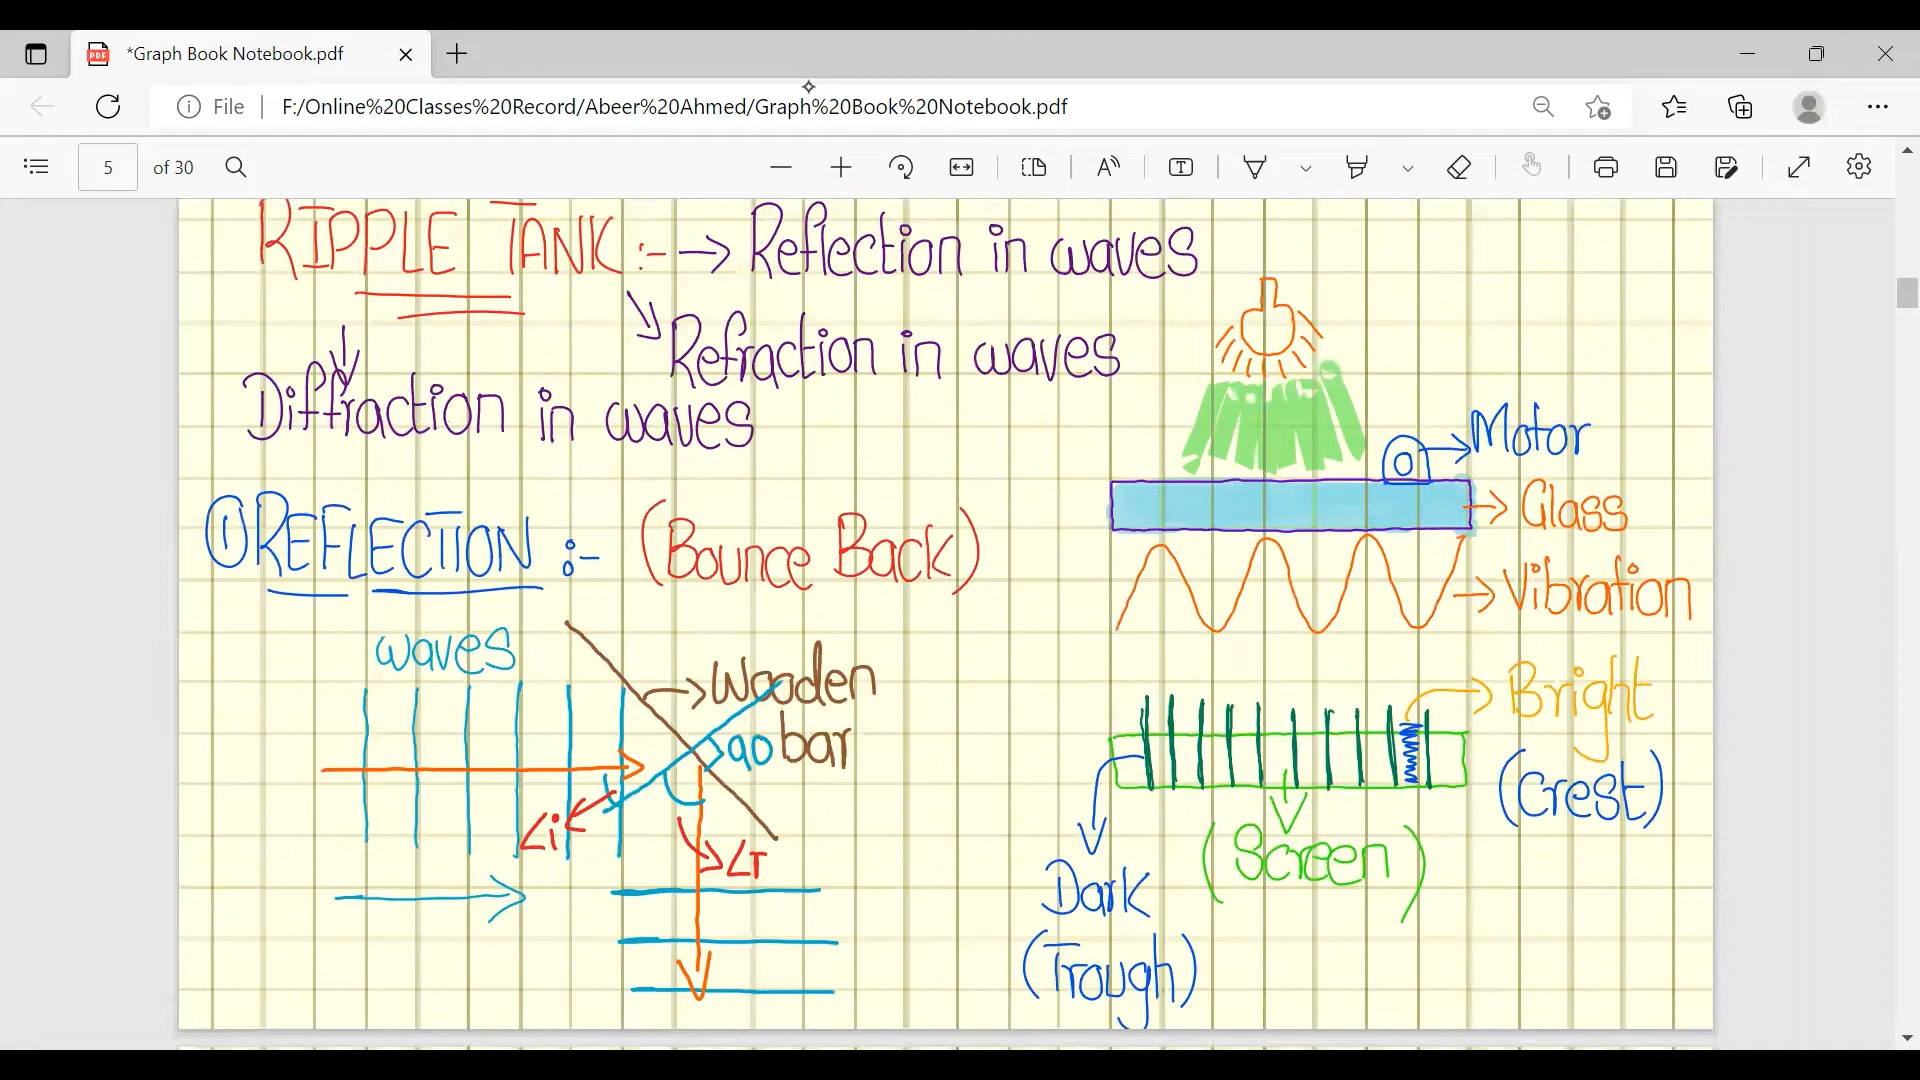 *Graph Book Notebook.pdf
File
F:/Online%20Classes%20Record/Abeer%20Ahmed/Graph%20Book%20Notebook.pdf
5 of 30
RIPPLE TANK :- → Reflection in waves
Refraction in waves
Diffraction in waves
Motor
Glass
① REFLECTION :- (Bounce Back)
Vibration
waves
Wooden
bar
90
Bright
(Crest)
∠i
∠r
(Screen)
Dark
(Trough)